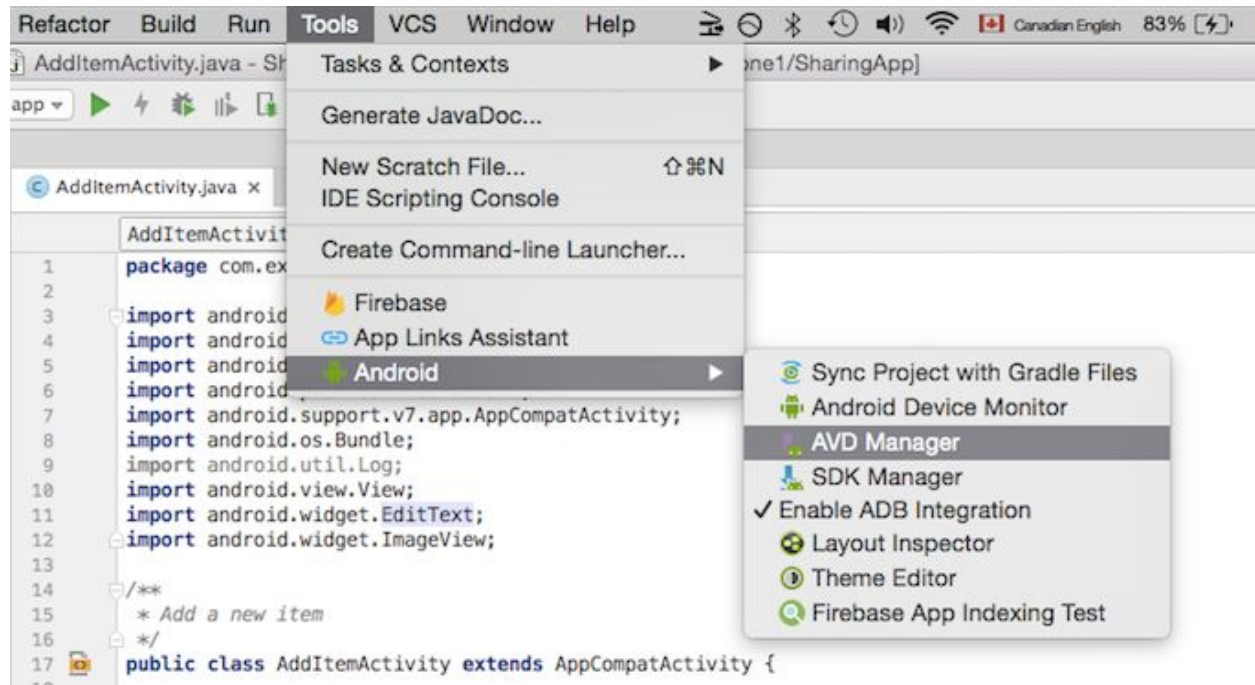 Refactor Build Run Tools VCS Window Help Canadian English 83%
AddItemActivity.java - Sh
Tasks & Contexts
one1/SharingApp]
app
Generate JavaDoc...
New Scratch File... ⇧⌘N
IDE Scripting Console
AddItemActivity.java ×
Create Command-line Launcher...
AddItemActivit
Firebase
App Links Assistant
Android
Sync Project with Gradle Files
Android Device Monitor
AVD Manager
SDK Manager
✓ Enable ADB Integration
Layout Inspector
Theme Editor
Firebase App Indexing Test
1 package com.ex
2
3 import android
4 import android
5 import android
6 import android
7 import android.support.v7.app.AppCompatActivity;
8 import android.os.Bundle;
9 import android.util.Log;
10 import android.view.View;
11 import android.widget.EditText;
12 import android.widget.ImageView;
13
14 /**
15 * Add a new item
16 */
17 public class AddItemActivity extends AppCompatActivity {